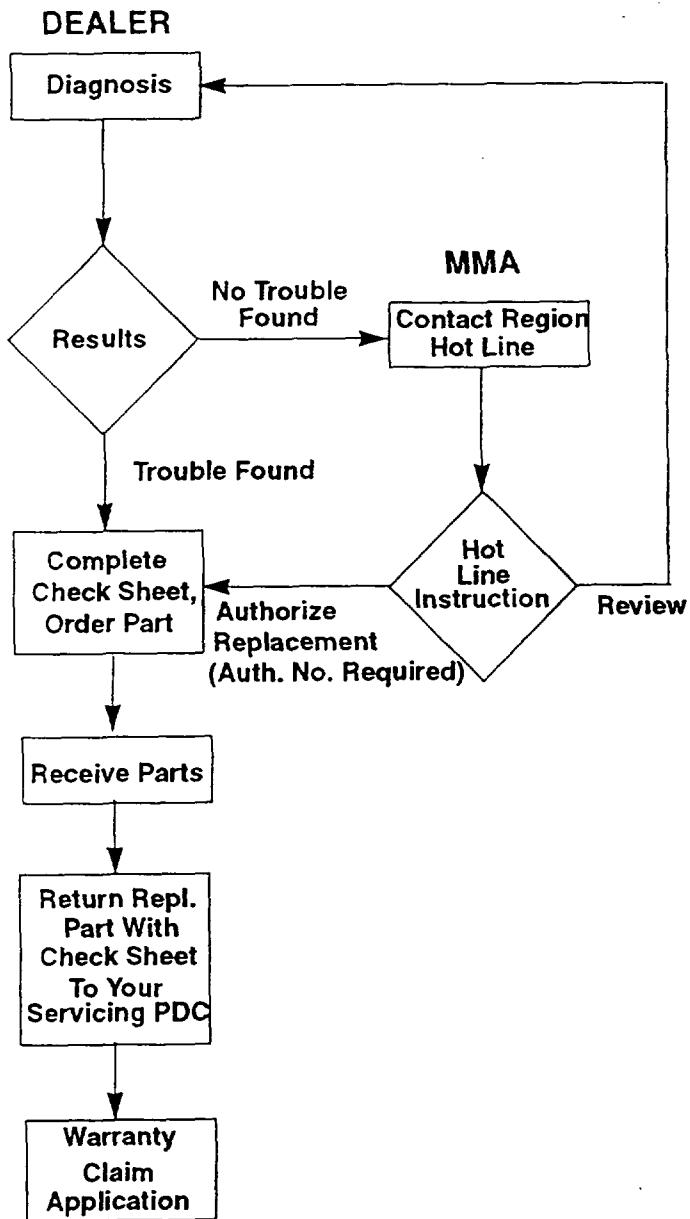 DEALER
Diagnosis
Results
No Trouble
Found
MMA
Contact Region
Hot Line
Trouble Found
Hot
Line
Instruction
Review
Authorize
Replacement
(Auth. No. Required)
Complete
Check Sheet,
Order Part
Receive Parts
Return Repl.
Part With
Check Sheet
To Your
Servicing PDC
Warranty
Claim
Application